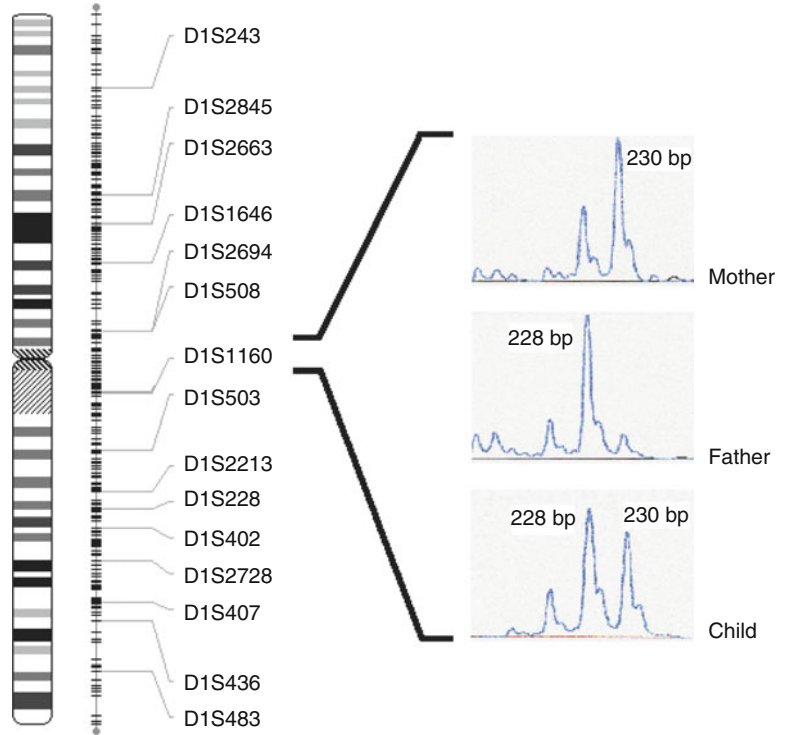 D1S243
D1S2845
D1S2663
D1S1646
D1S2694
D1S508
D1S1160
D1S503
D1S2213
D1S228
D1S402
D1S2728
D1S407
D1S436
D1S483
230 bp
Mother
228 bp
Father
228 bp 230 bp
Child